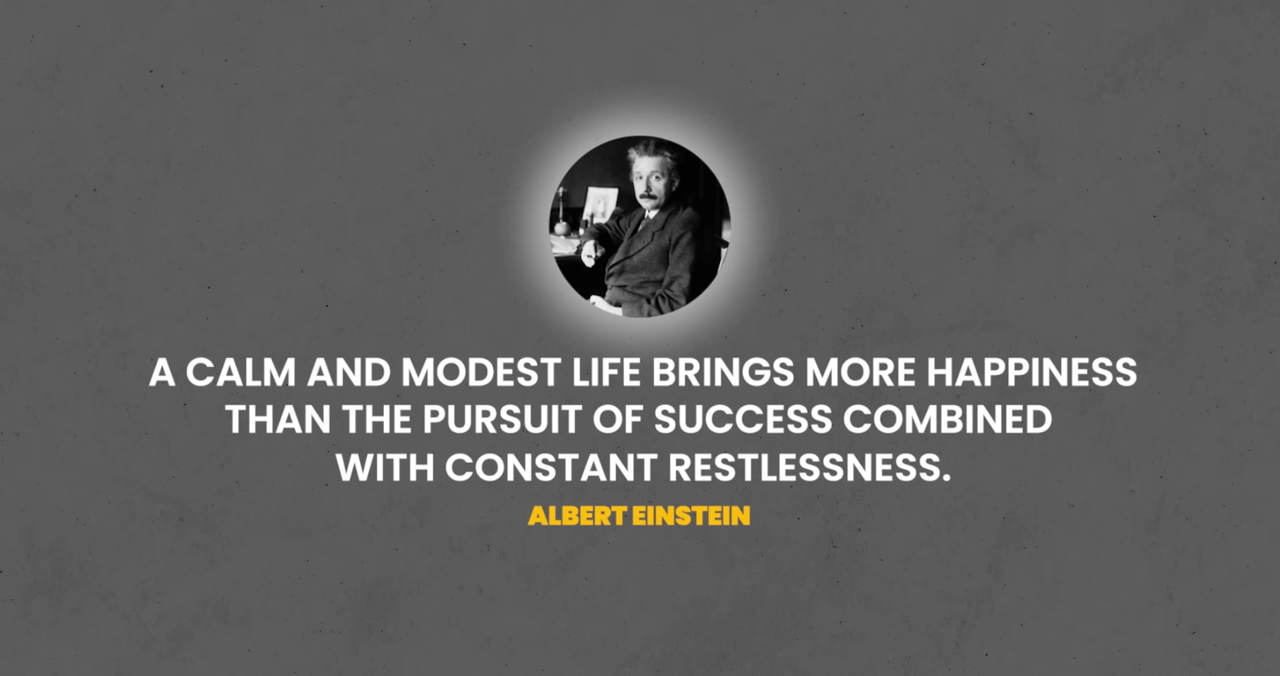 A CALM AND MODEST LIFE BRINGS MORE HAPPINESS
THAN THE PURSUIT OF SUCCESS COMBINED
WITH CONSTANT RESTLESSNESS.
ALBERT EINSTEIN